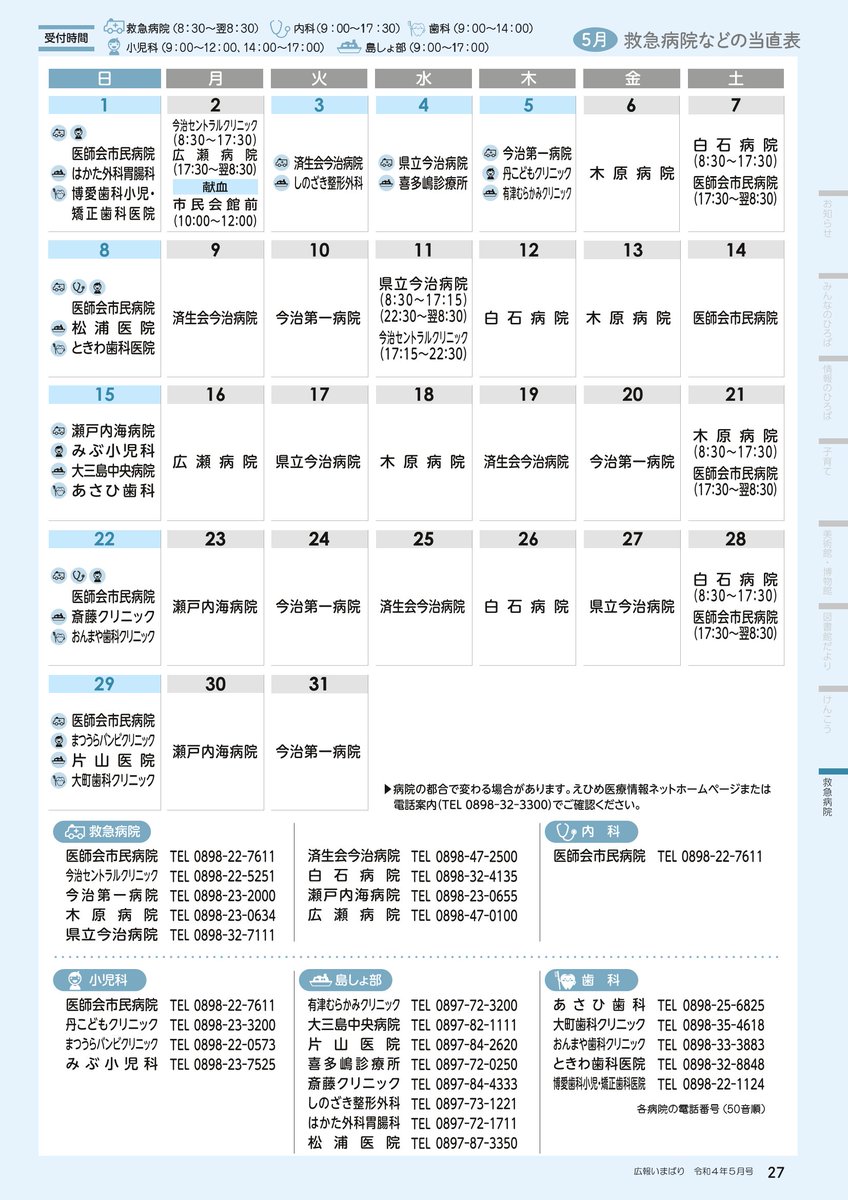 受付時間
救急病院（8：30～翌8：30） 内科（9：00～17：30） 歯科（9：00～14：00）
小児科（9：00～12：00、14：00～17：00） 島しょ部（9：00～17：00）
5月 救急病院などの当直表
日 月 火 水 木 金 土
1
医師会市民病院
はかた外科胃腸科
博愛歯科小児・
矯正歯科医院
2
今治セントラルクリニック
(8:30～17:30)
広瀬病院
(17:30～翌8:30)
献血
市民会館前
(10:00～12:00)
3
済生会今治病院
しのざき整形外科
4
県立今治病院
喜多嶋診療所
5
今治第一病院
丹こどもクリニック
有津むらかみクリニック
6
木原病院
7
白石病院
(8:30～17:30)
医師会市民病院
(17:30～翌8:30)
8
医師会市民病院
松浦医院
ときわ歯科医院
9
済生会今治病院
10
今治第一病院
11
県立今治病院
(8:30～17:15)
(22:30～翌8:30)
今治セントラルクリニック
(17:15～22:30)
12
白石病院
13
木原病院
14
医師会市民病院
15
瀬戸内海病院
みぶ小児科
大三島中央病院
あさひ歯科
16
広瀬病院
17
県立今治病院
18
木原病院
19
済生会今治病院
20
今治第一病院
21
木原病院
(8:30～17:30)
医師会市民病院
(17:30～翌8:30)
22
医師会市民病院
斎藤クリニック
おんまや歯科クリニック
23
瀬戸内海病院
24
今治第一病院
25
済生会今治病院
26
白石病院
27
県立今治病院
28
白石病院
(8:30～17:30)
医師会市民病院
(17:30～翌8:30)
29
医師会市民病院
まつうらバンビクリニック
片山医院
大町歯科クリニック
30
瀬戸内海病院
31
今治第一病院
▶病院の都合で変わる場合があります。えひめ医療情報ネットホームページまたは
電話案内（TEL 0898-32-3300）でご確認ください。
救急病院
医師会市民病院 TEL 0898-22-7611
今治セントラルクリニック TEL 0898-22-5251
今治第一病院 TEL 0898-23-2000
木原病院 TEL 0898-23-0634
県立今治病院 TEL 0898-32-7111
済生会今治病院 TEL 0898-47-2500
白石病院 TEL 0898-32-4135
瀬戸内海病院 TEL 0898-23-0655
広瀬病院 TEL 0898-47-0100
内科
医師会市民病院 TEL 0898-22-7611
小児科
医師会市民病院 TEL 0898-22-7611
丹こどもクリニック TEL 0898-23-3200
まつうらバンビクリニック TEL 0898-22-0573
みぶ小児科 TEL 0898-23-7525
島しょ部
有津むらかみクリニック TEL 0897-72-3200
大三島中央病院 TEL 0897-82-1111
片山医院 TEL 0897-84-2620
喜多嶋診療所 TEL 0897-72-0250
斎藤クリニック TEL 0897-84-4333
しのざき整形外科 TEL 0897-73-1221
はかた外科胃腸科 TEL 0897-72-1711
松浦医院 TEL 0897-87-3350
歯科
あさひ歯科 TEL 0898-25-6825
大町歯科クリニック TEL 0898-35-4618
おんまや歯科クリニック TEL 0898-33-3883
ときわ歯科医院 TEL 0898-32-8848
博愛歯科小児・矯正歯科医院 TEL 0898-22-1124
各病院の電話番号（50音順）
お知らせ
みんなのひろば
情報のひろば
子育て
美術館・博物館
図書館だより
けんこう
救急病院
広報いまばり 令和4年5月号 27